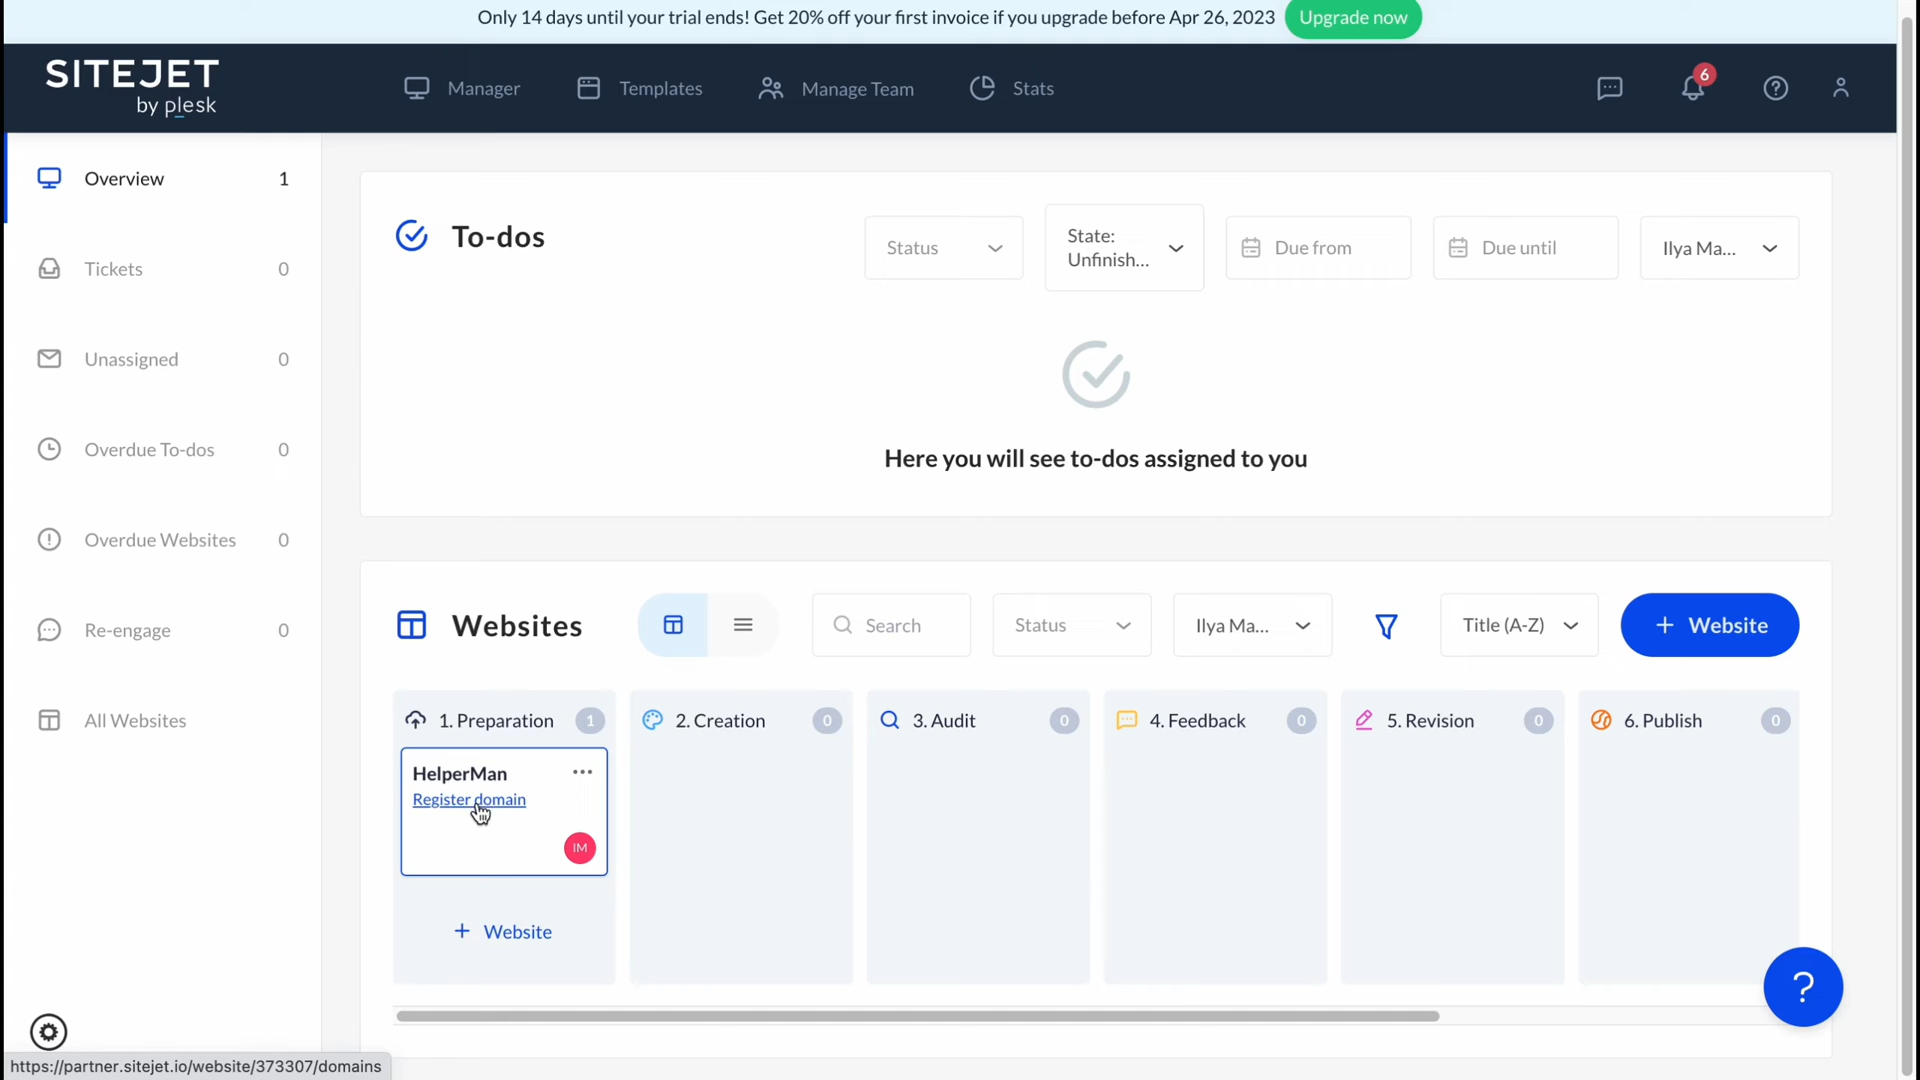 Only 14 days until your trial ends! Get 20% off your first invoice if you upgrade before Apr 26, 2023 Upgrade now
SITEJET
by plesk
Manager Templates Manage Team Stats 6
Overview 1
Tickets 0
Unassigned 0
Overdue To-dos 0
Overdue Websites 0
Re-engage 0
All Websites
To-dos
Status
State:
Unfinish...
Due from
Due until
Ilya Ma...
Here you will see to-dos assigned to you
Websites
Search
Status
Ilya Ma...
Title (A-Z)
+ Website
1. Preparation 1
2. Creation 0
3. Audit 0
4. Feedback 0
5. Revision 0
6. Publish 0
HelperMan
Register domain
IM
+ Website
?
https://partner.sitejet.io/website/373307/domains